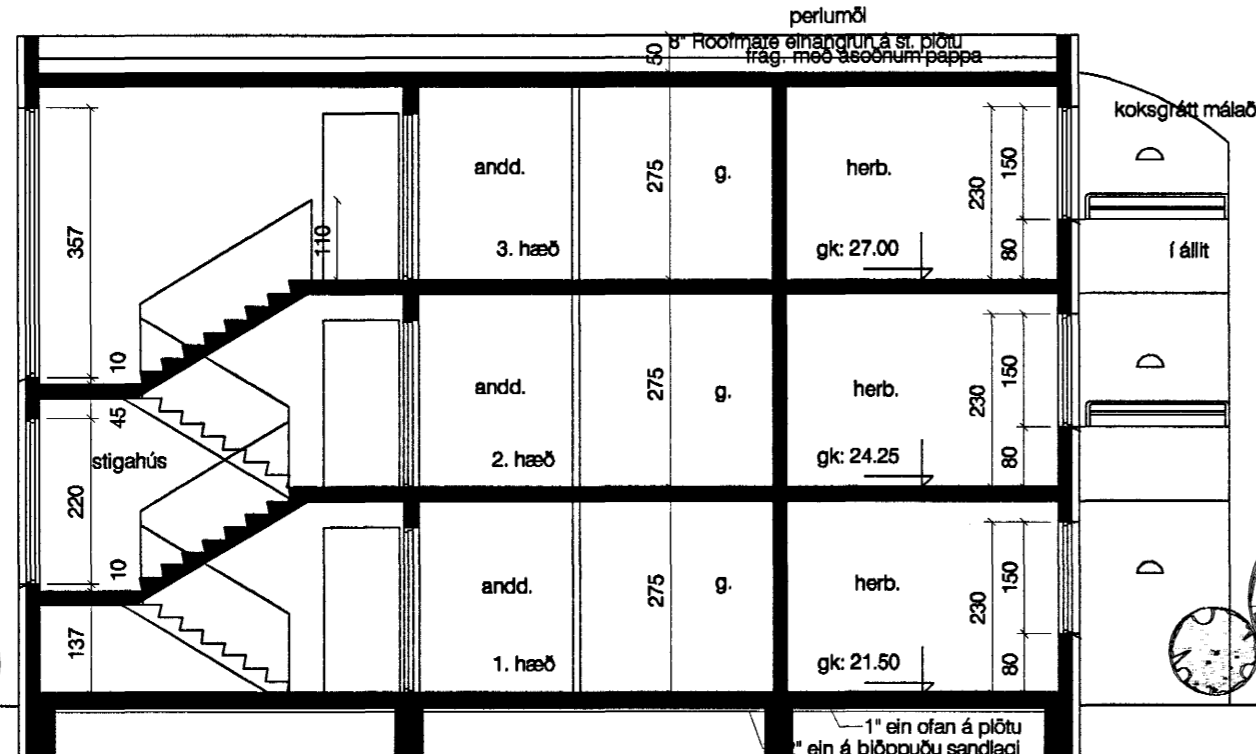 perlumöl
8" Roofmate einangrun á st. plötu
frág. með ásoðnum pappa
50
koksgrátt málað
andd.
275
g.
herb.
230
150
357
110
3. hæð
gk: 27.00
80
í állit
10
andd.
275
g.
herb.
230
150
45
stigahús
2. hæð
gk: 24.25
80
220
10
andd.
275
g.
herb.
230
150
137
1. hæð
gk: 21.50
80
1" ein ofan á plötu
ein á þjöppuðu sandlagi